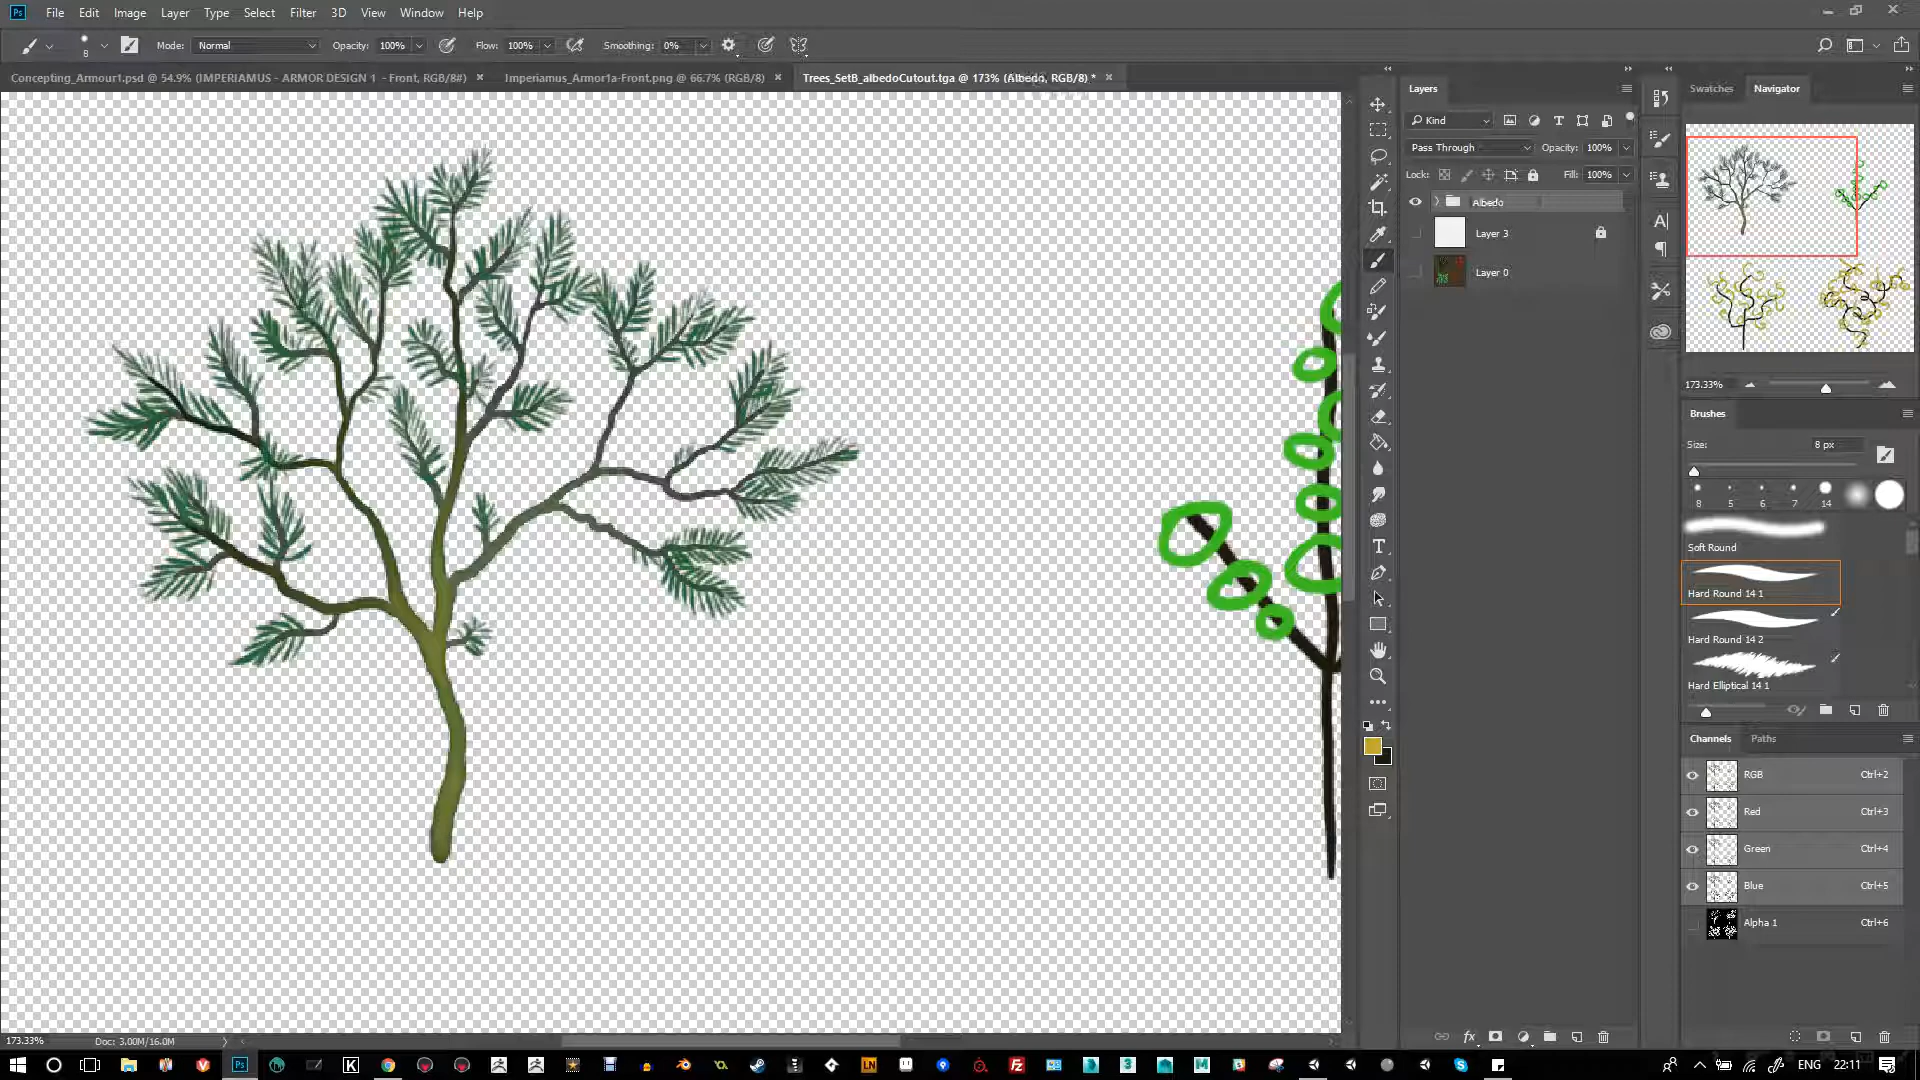 Ps File Edit Image Layer Type Select Filter 3D View Window Help
8 Mode: Normal Opacity: 100% Flow: 100% Smoothing: 0%
Concepting_Armour1.psd @ 54.9% (IMPERIAMUS - ARMOR DESIGN 1 - Front, RGB/8#) × Imperiamus_Armor1a-Front.png @ 66.7% (RGB/8) × Trees_SetB_albedoCutout.tga @ 173% (Albedo, RGB/8) * ×
Layers
Kind
Pass Through Opacity: 100%
Lock: Fill: 100%
Albedo
Layer 3
Layer 0
Swatches Navigator
173.33%
Brushes
Size: 8 px
8 5 6 7 14
Soft Round
Hard Round 14 1
Hard Round 14 2
Hard Elliptical 14 1
Channels Paths
RGB Ctrl+2
Red Ctrl+3
Green Ctrl+4
Blue Ctrl+5
Alpha 1 Ctrl+6
fx
173.33% Doc: 3.00M/16.0M
ENG 22:11